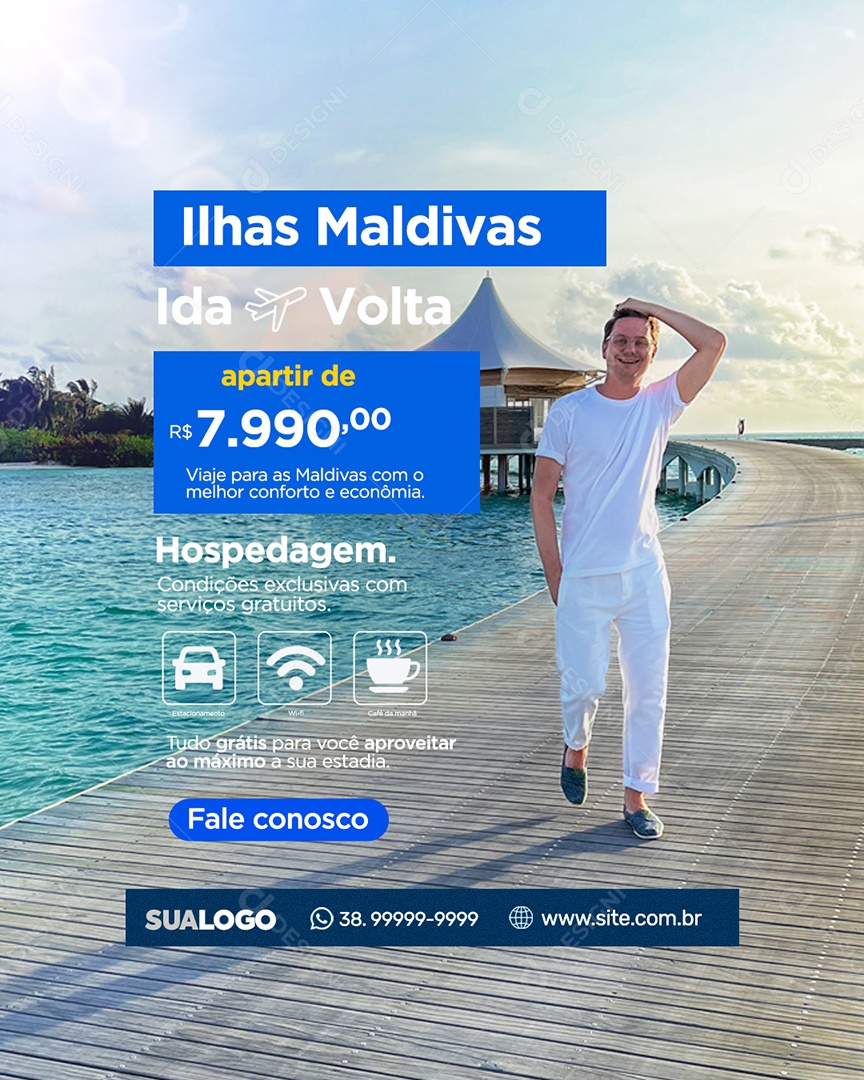 Ilhas Maldivas
Ida Volta
apartir de
R$ 7.990,00
Viaje para as Maldivas com o
melhor conforto e econômia.
Hospedagem.
Condições exclusivas com
serviços gratuitos.
Estacionamento Wi-fi Café da manhã
Tudo grátis para você aproveitar
ao máximo a sua estadia.
Fale conosco
SUALOGO 38. 99999-9999 www.site.com.br
DESIGNI